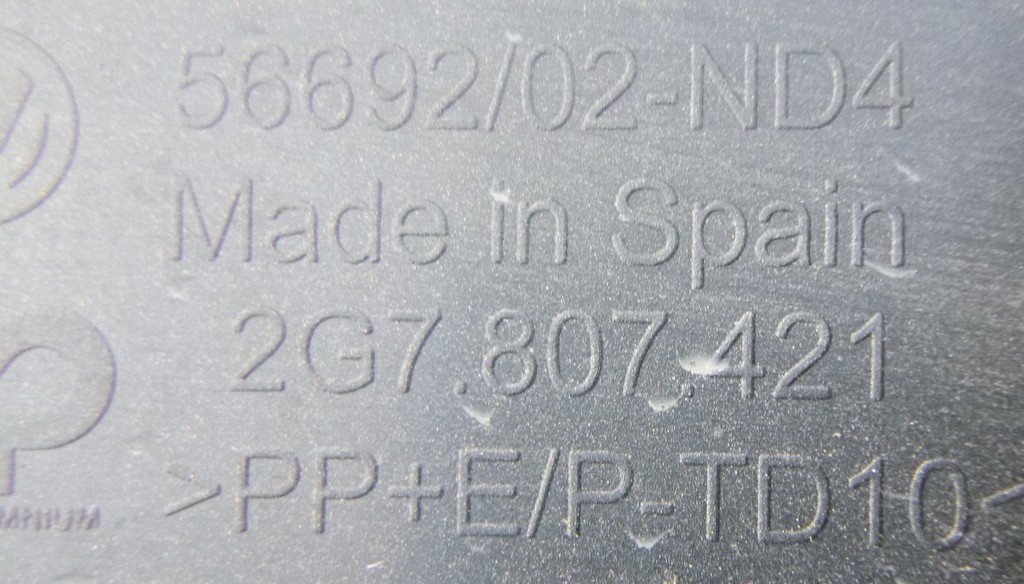 56692/02-ND4
Made in Spain
2G7.807.421
>PP+E/P-TD10<